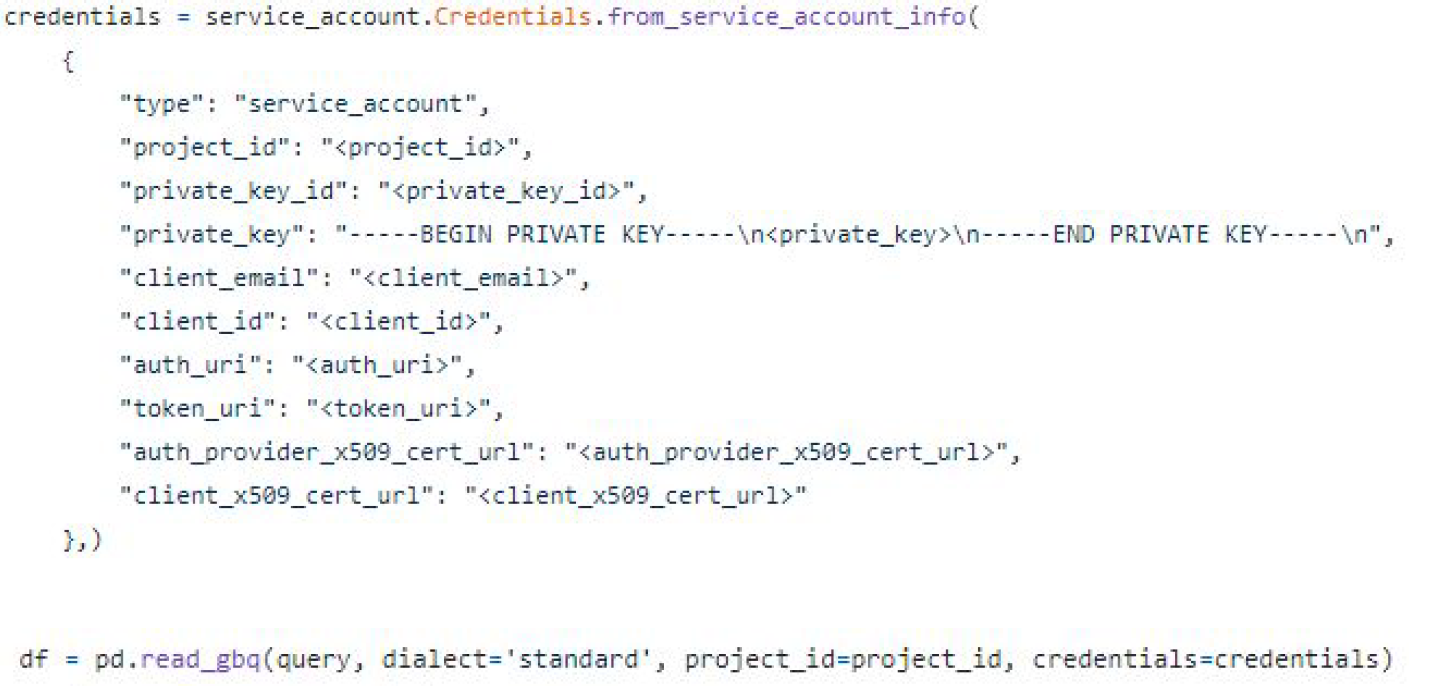 credentials = service_account.Credentials.from_service_account_info(
    {
        "type": "service_account",
        "project_id": "<project_id>",
        "private_key_id": "<private_key_id>",
        "private_key": "-----BEGIN PRIVATE KEY-----\n<private_key>\n-----END PRIVATE KEY-----\n",
        "client_email": "<client_email>",
        "client_id": "<client_id>",
        "auth_uri": "<auth_uri>",
        "token_uri": "<token_uri>",
        "auth_provider_x509_cert_url": "<auth_provider_x509_cert_url>",
        "client_x509_cert_url": "<client_x509_cert_url>"
    },)
df = pd.read_gbq(query, dialect='standard', project_id=project_id, credentials=credentials)